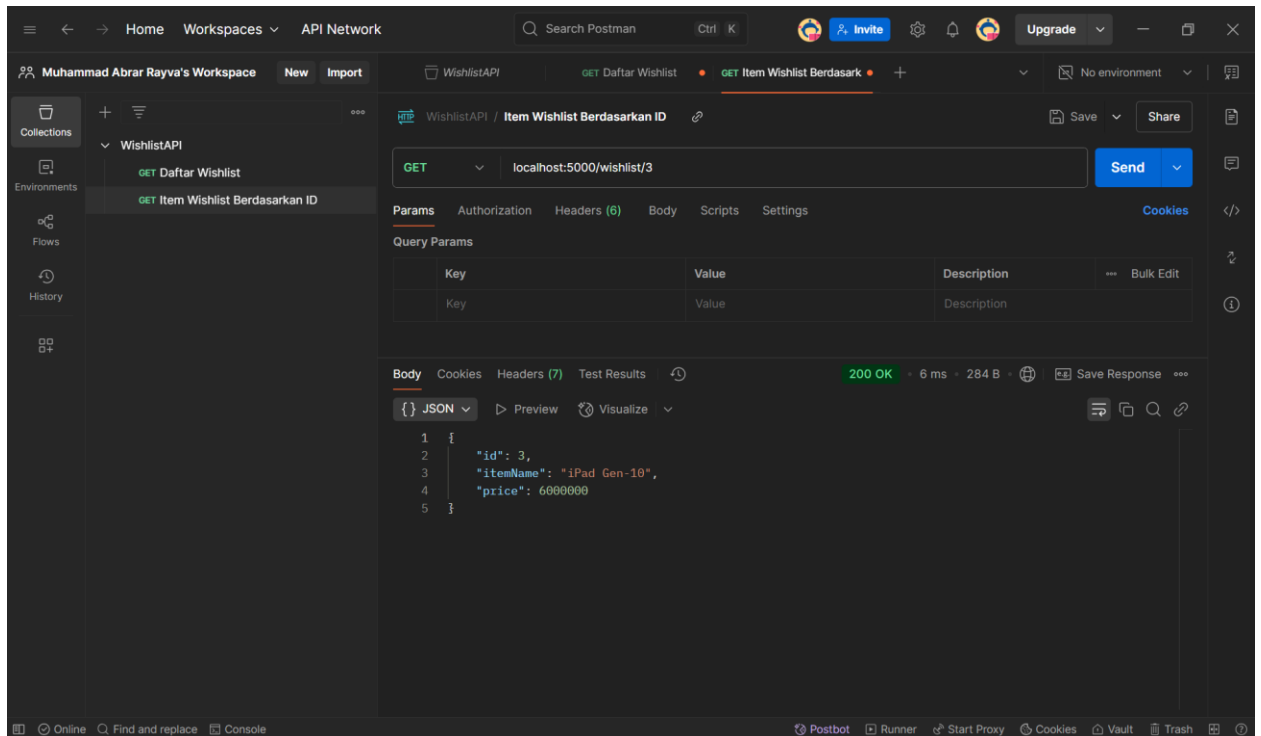 Home Workspaces API Network Search Postman Ctrl K Invite Upgrade
Muhammad Abrar Rayva's Workspace New Import WishlistAPI GET Daftar Wishlist GET Item Wishlist Berdasark No environment
Collections
Environments
Flows
History
WishlistAPI
GET Daftar Wishlist
GET Item Wishlist Berdasarkan ID
HTTP WishlistAPI / Item Wishlist Berdasarkan ID Save Share
GET localhost:5000/wishlist/3 Send
Params Authorization Headers (6) Body Scripts Settings Cookies
Query Params
Key Value Description Bulk Edit
Key Value Description
Body Cookies Headers (7) Test Results 200 OK 6 ms 284 B e.g. Save Response
{} JSON Preview Visualize
1 {
2 "id": 3,
3 "itemName": "iPad Gen-10",
4 "price": 6000000
5 }
Online Find and replace Console Postbot Runner Start Proxy Cookies Vault Trash